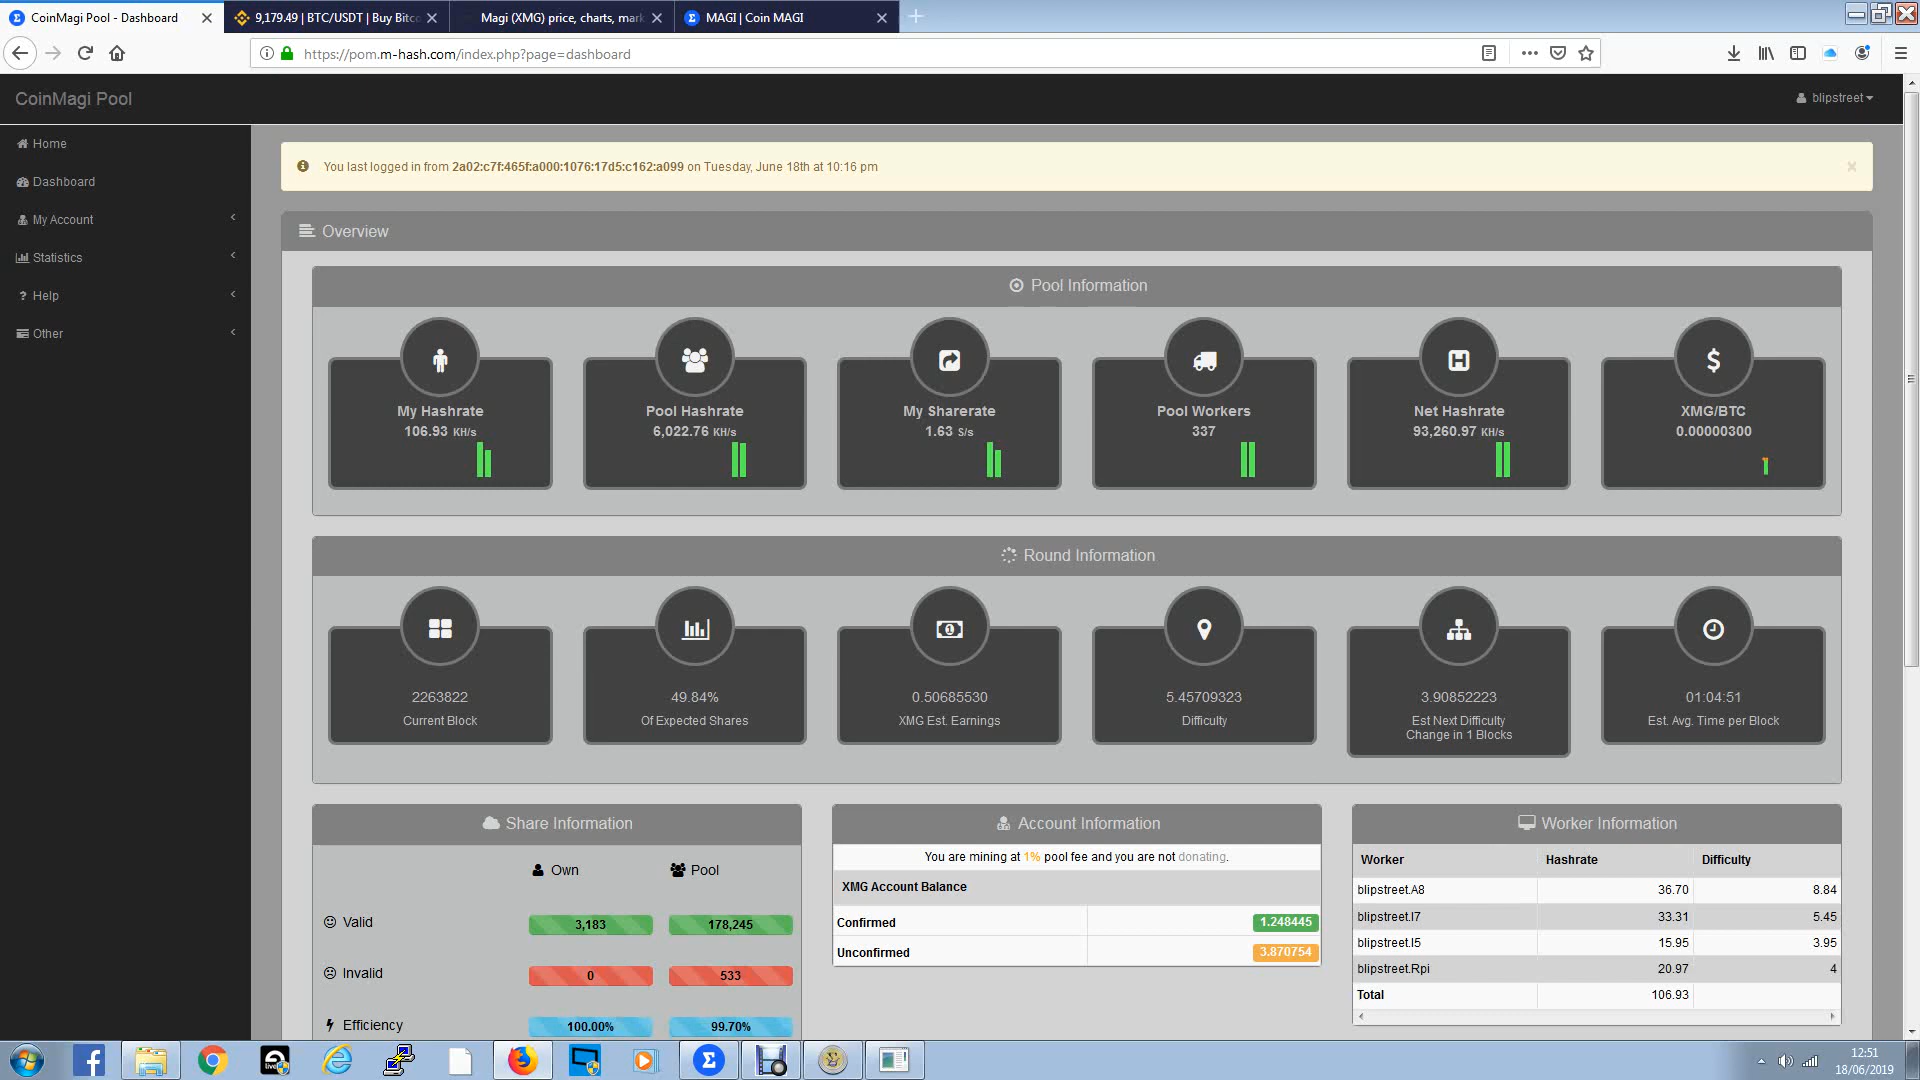 CoinMagi Pool - Dashboard
9,179.49 | BTC/USDT | Buy Bitco
Magi (XMG) price, charts, mark
MAGI | Coin MAGI
https://pom.m-hash.com/index.php?page=dashboard
CoinMagi Pool
blipstreet
Home
Dashboard
My Account
Statistics
Help
Other
You last logged in from 2a02:c7f:465f:a000:1076:17d5:c162:a099 on Tuesday, June 18th at 10:16 pm
Overview
Pool Information
My Hashrate
106.93 KH/s
Pool Hashrate
6,022.76 KH/s
My Sharerate
1.63 S/s
Pool Workers
337
Net Hashrate
93,260.97 KH/s
XMG/BTC
0.00000300
Round Information
2263822
Current Block
49.84%
Of Expected Shares
0.50685530
XMG Est. Earnings
5.45709323
Difficulty
3.90852223
Est Next Difficulty
Change in 1 Blocks
01:04:51
Est. Avg. Time per Block
Share Information
Own Pool
Valid 3,183 178,245
Invalid 0 533
Efficiency 100.00% 99.70%
Account Information
You are mining at 1% pool fee and you are not donating.
XMG Account Balance
Confirmed 1.248445
Unconfirmed 3.870754
Worker Information
Worker Hashrate Difficulty
blipstreet.A8 36.70 8.84
blipstreet.I7 33.31 5.45
blipstreet.I5 15.95 3.95
blipstreet.Rpi 20.97 4
Total 106.93
12:51
18/06/2019